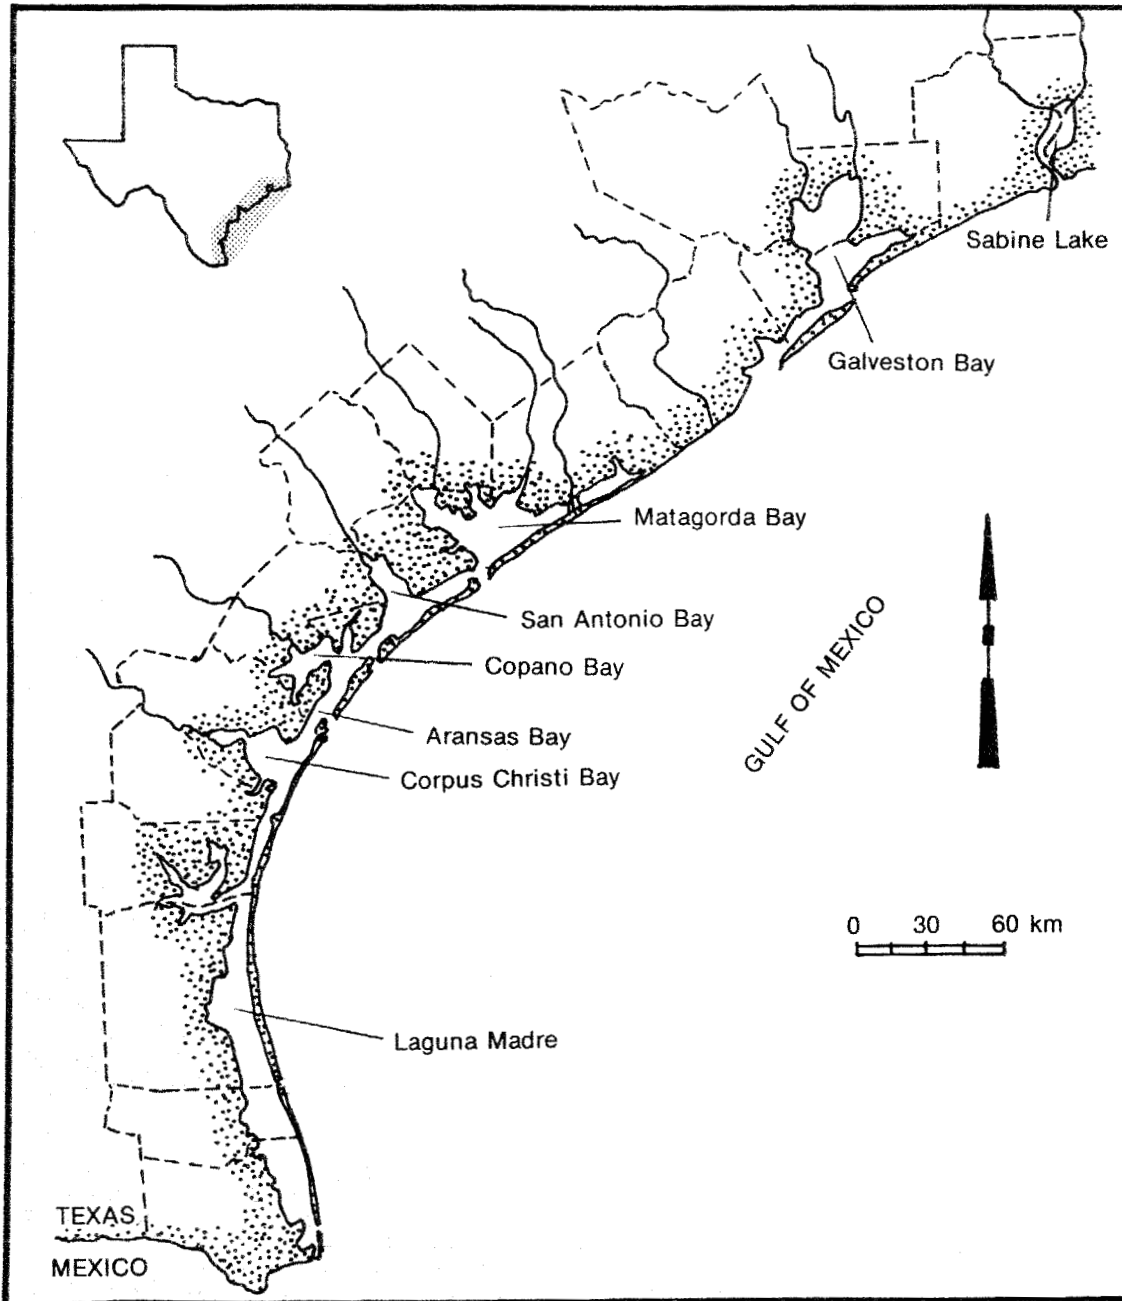 Sabine Lake
Galveston Bay
Matagorda Bay
San Antonio Bay
Copano Bay
Aransas Bay
Corpus Christi Bay
GULF OF MEXICO
0 30 60 km
Laguna Madre
TEXAS
MEXICO